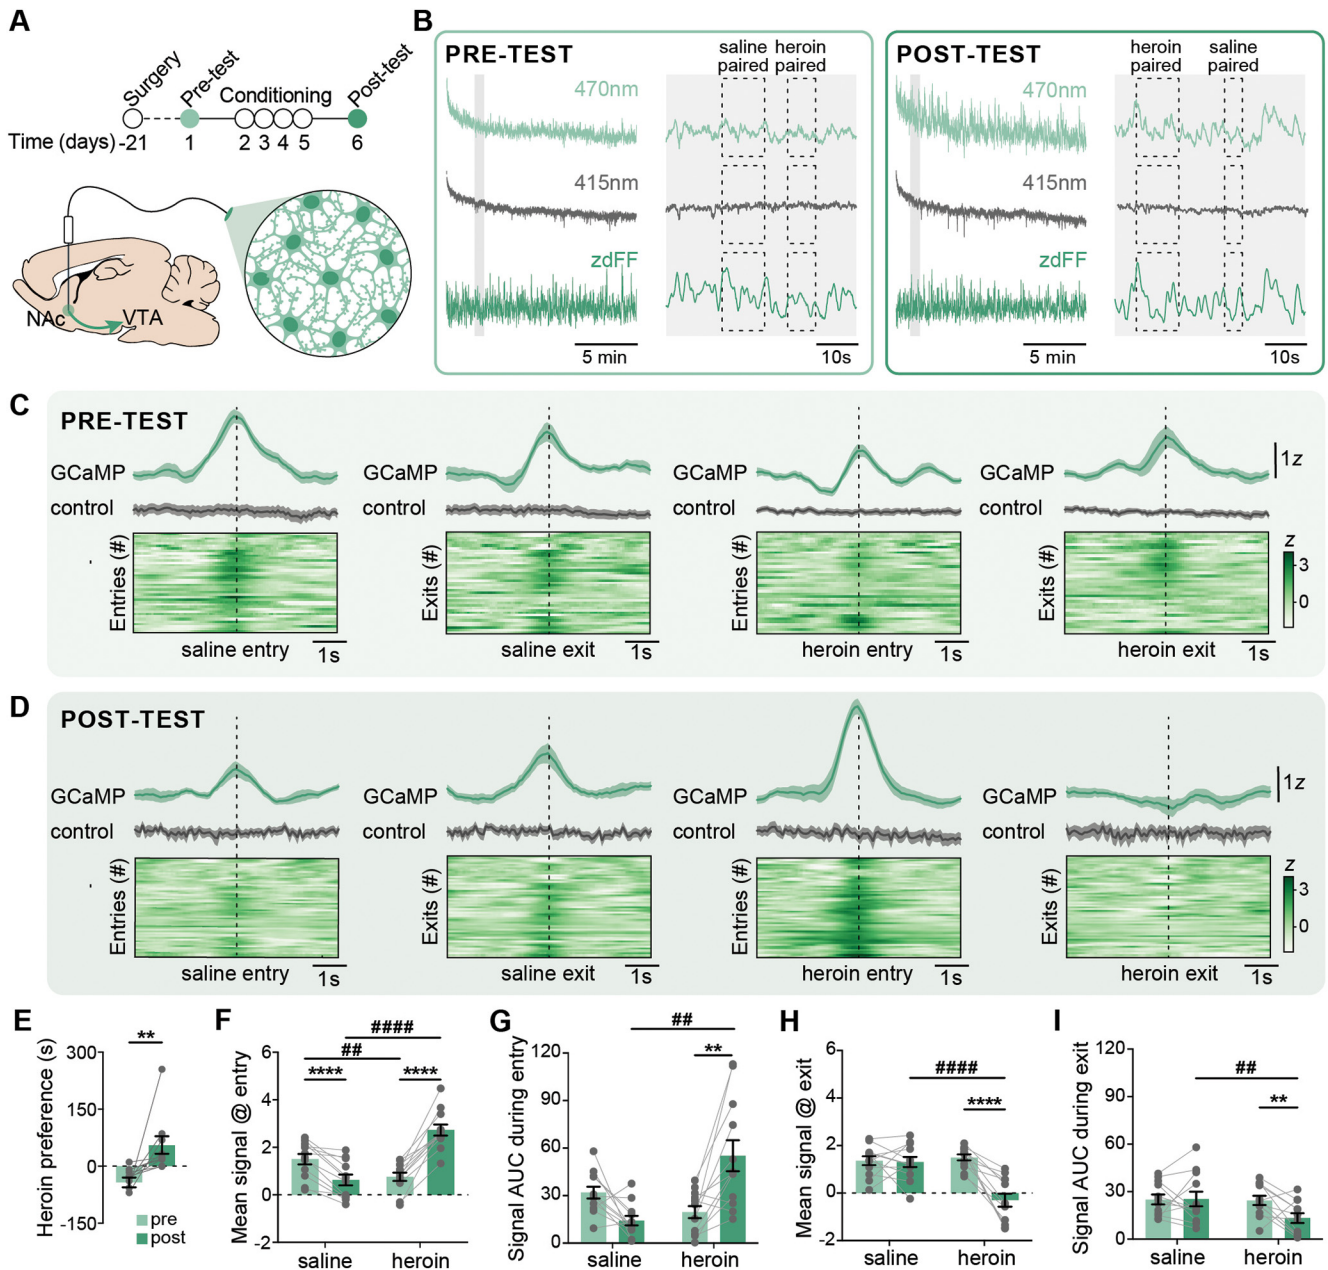 A
Surgery
Pre-test
Conditioning
Post-test
Time (days) -21 1 2 3 4 5 6
NAc
VTA
B
PRE-TEST
saline paired
heroin paired
470nm
415nm
zdFF
5 min
10s
POST-TEST
heroin paired
saline paired
470nm
415nm
zdFF
5 min
10s
C
PRE-TEST
GCaMP
control
Entries (#)
saline entry
1s
GCaMP
control
Exits (#)
saline exit
1s
GCaMP
control
Entries (#)
heroin entry
1s
GCaMP
control
Exits (#)
heroin exit
1s
1z
z
3
0
D
POST-TEST
GCaMP
control
Entries (#)
saline entry
1s
GCaMP
control
Exits (#)
saline exit
1s
GCaMP
control
Entries (#)
heroin entry
1s
GCaMP
control
Exits (#)
heroin exit
1s
1z
z
3
0
E
Heroin preference (s)
300
150
0
-150
**
pre
post
F
Mean signal @ entry
6
4
2
0
-2
####
##
****
****
saline
heroin
G
Signal AUC during entry
120
90
60
30
0
##
**
saline
heroin
H
Mean signal @ exit
6
4
2
0
-2
####
****
saline
heroin
I
Signal AUC during exit
120
90
60
30
0
##
**
saline
heroin